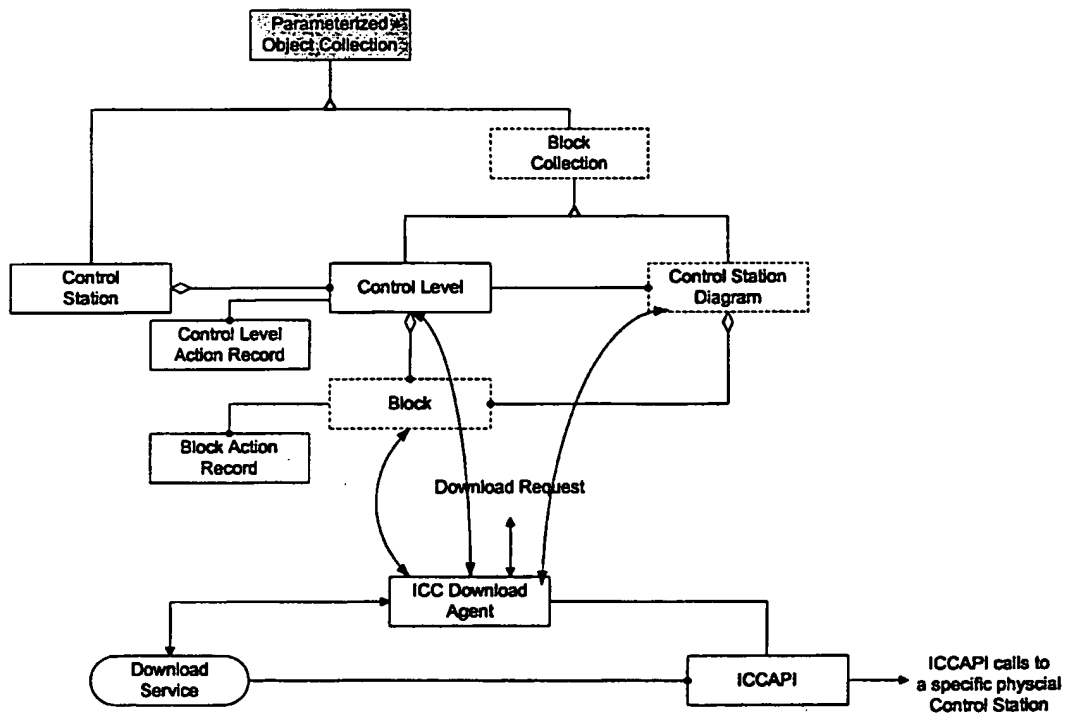 Parameterized
Object Collection
Block
Collection
Control
Station
Control Level
Control Station
Diagram
Control Level
Action Record
Block
Block Action
Record
Download Request
ICC Download
Agent
Download
Service
ICCAPI
ICCAPI calls to
a specific physcial
Control Station